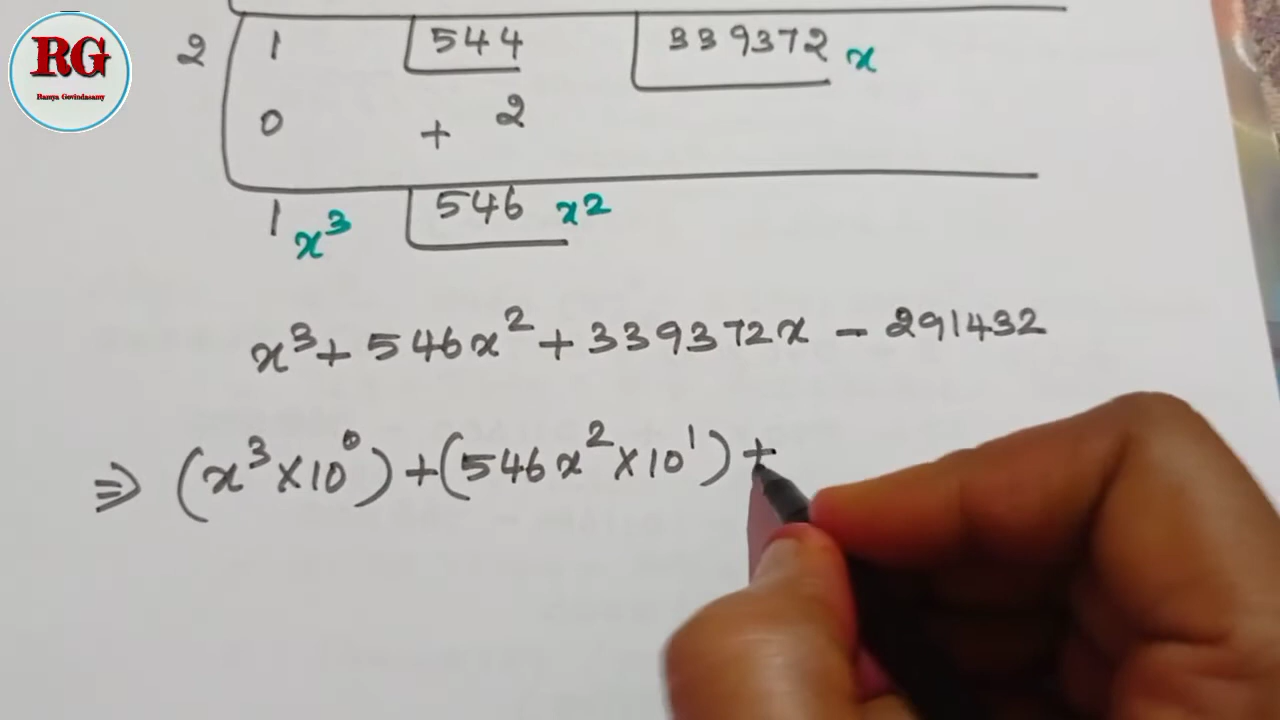 RG
Ramya Govindasamy
2 1 544 339372 x
0 + 2
1 x³ 546 x²
x³ + 546x² + 339372x - 291432
⇒ (x³ × 10⁰) + (546x² × 10¹) +